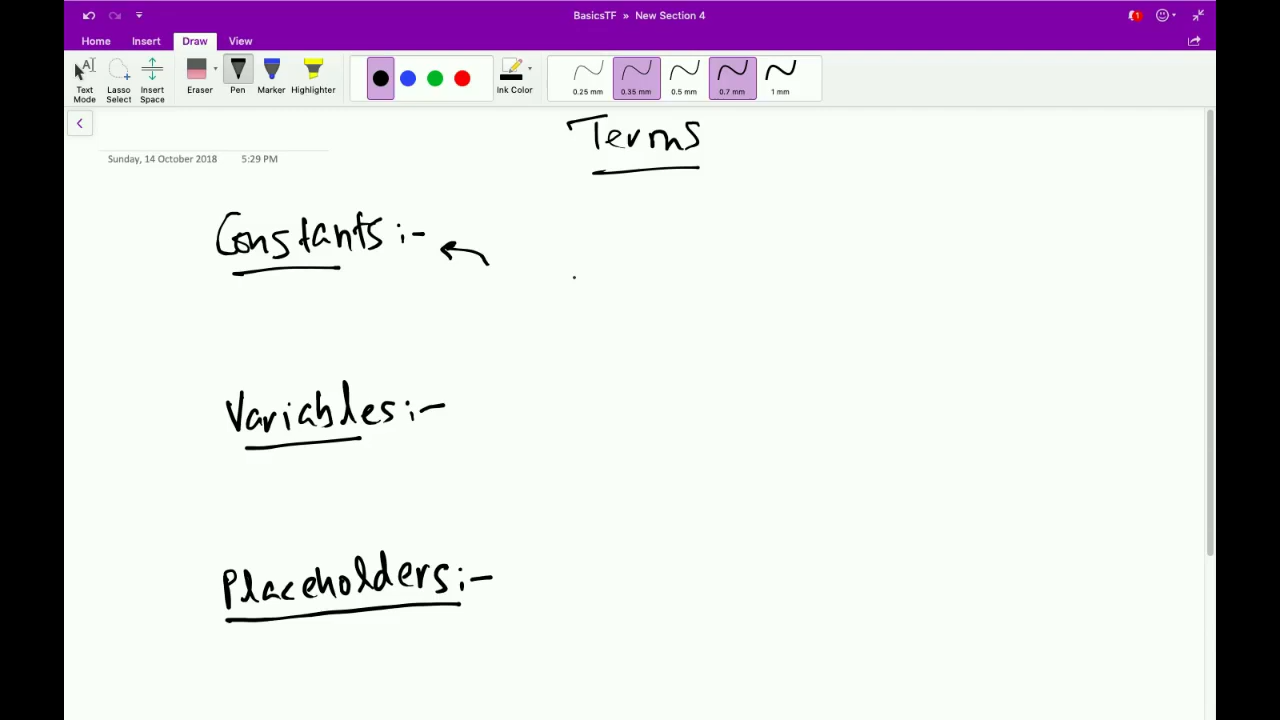 BasicsTF » New Section 4
1
Home Insert Draw View
Text Mode
Lasso Select
Insert Space
Eraser
Pen
Marker
Highlighter
Ink Color
0.25 mm
0.35 mm
0.5 mm
0.7 mm
1 mm
Terms
Sunday, 14 October 2018 5:29 PM
Constants :-
Variables :-
Placeholders :-